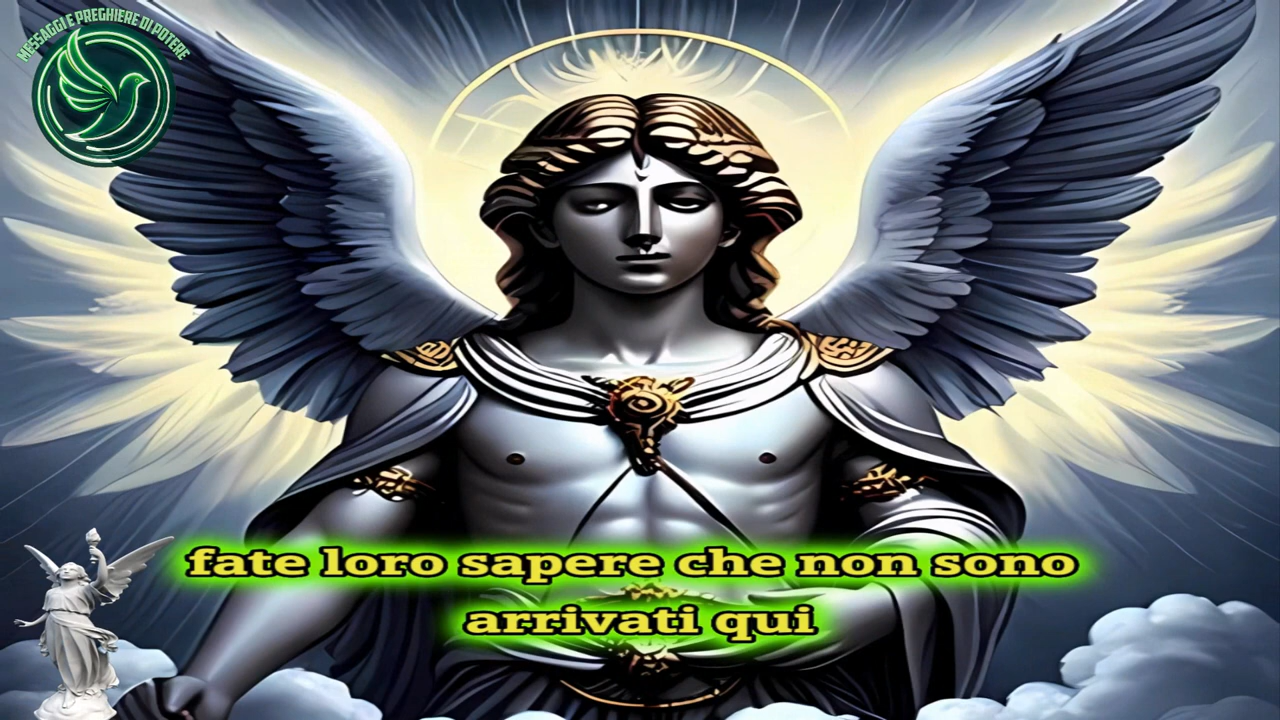 MESSAGGI E PREGHIERE DI POTERE
fate loro sapere che non sono
arrivati qui